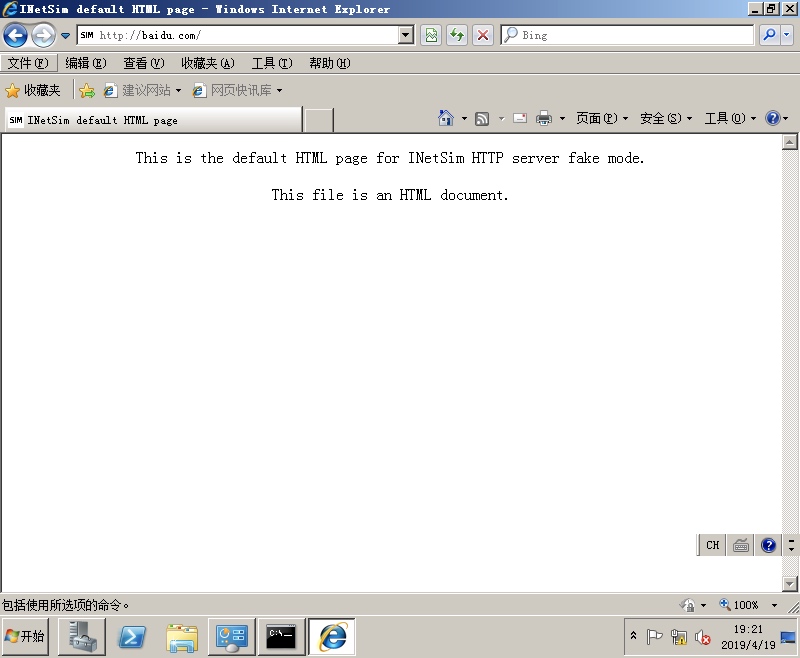 INetSim default HTML page - Windows Internet Explorer
SIM http://baidu.com/
Bing
文件(F) 编辑(E) 查看(V) 收藏夹(A) 工具(T) 帮助(H)
收藏夹 建议网站 网页快讯库
SIM INetSim default HTML page
页面(P) 安全(S) 工具(O)
This is the default HTML page for INetSim HTTP server fake mode.
This file is an HTML document.
CH
包括使用所选项的命令。
100%
开始
C:\
19:21
2019/4/19